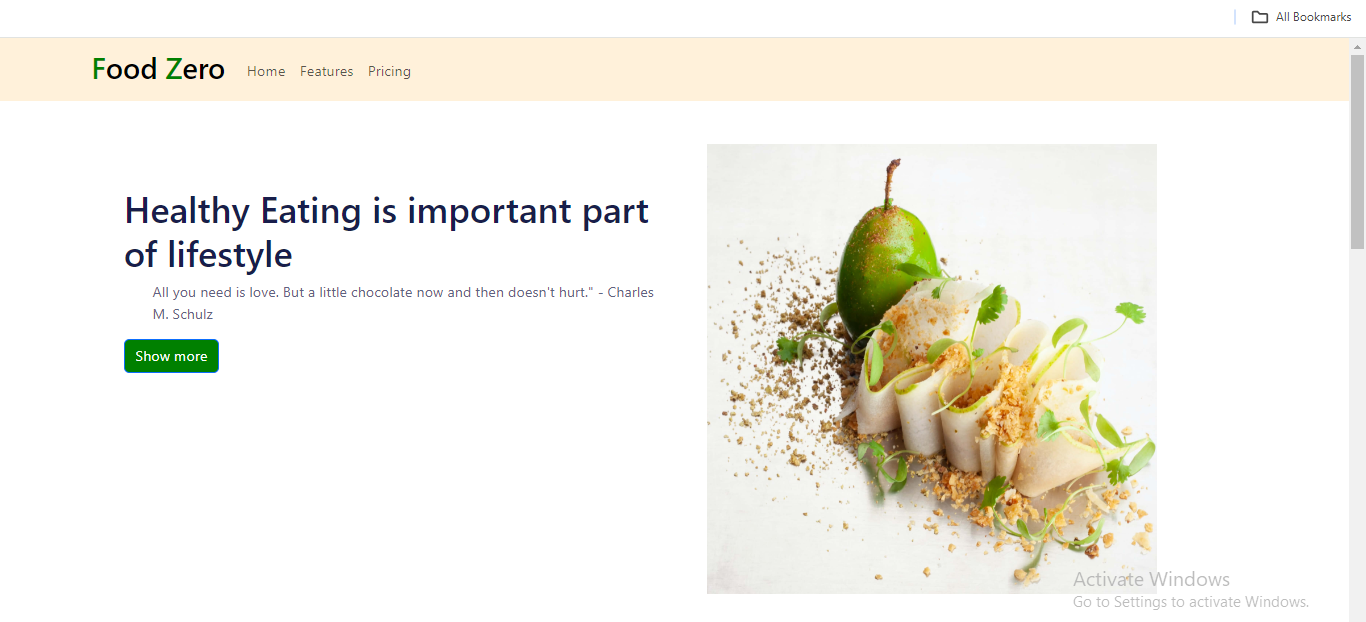 All Bookmarks
Food Zero Home Features Pricing
Healthy Eating is important part
of lifestyle
All you need is love. But a little chocolate now and then doesn't hurt." - Charles
M. Schulz
Show more
Activate Windows
Go to Settings to activate Windows.